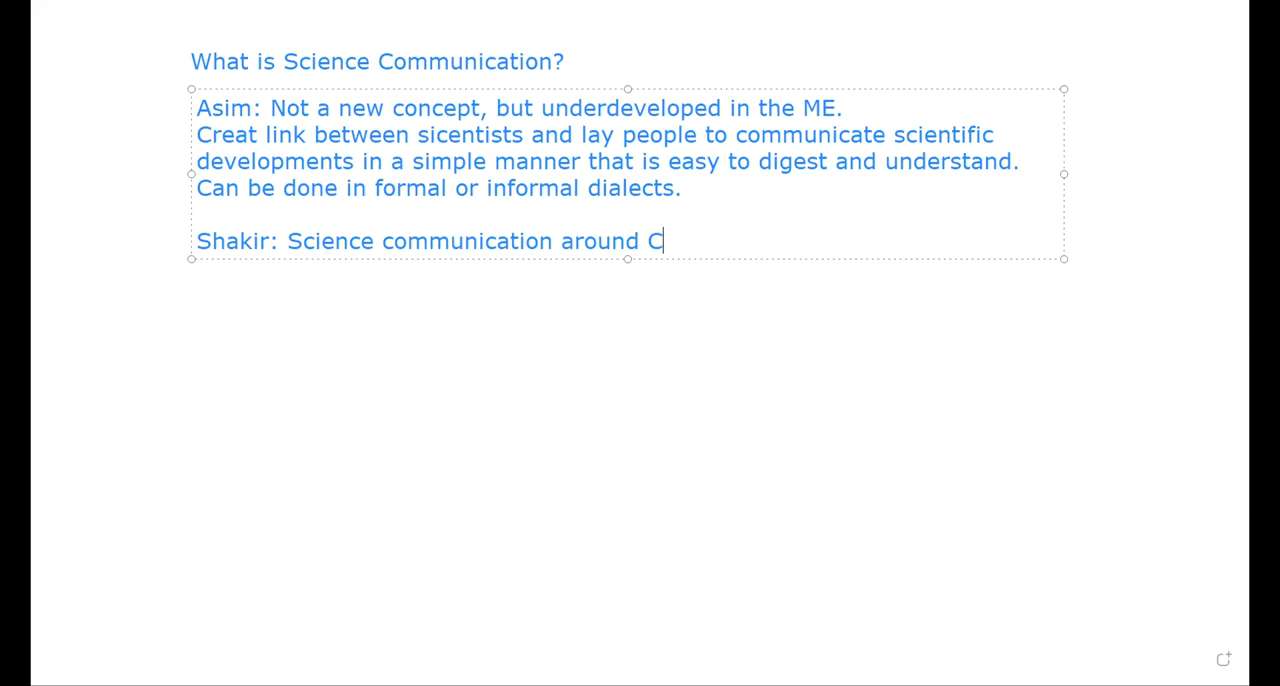 What is Science Communication?
Asim: Not a new concept, but underdeveloped in the ME.
Creat link between sicentists and lay people to communicate scientific
developments in a simple manner that is easy to digest and understand.
Can be done in formal or informal dialects.
Shakir: Science communication around C